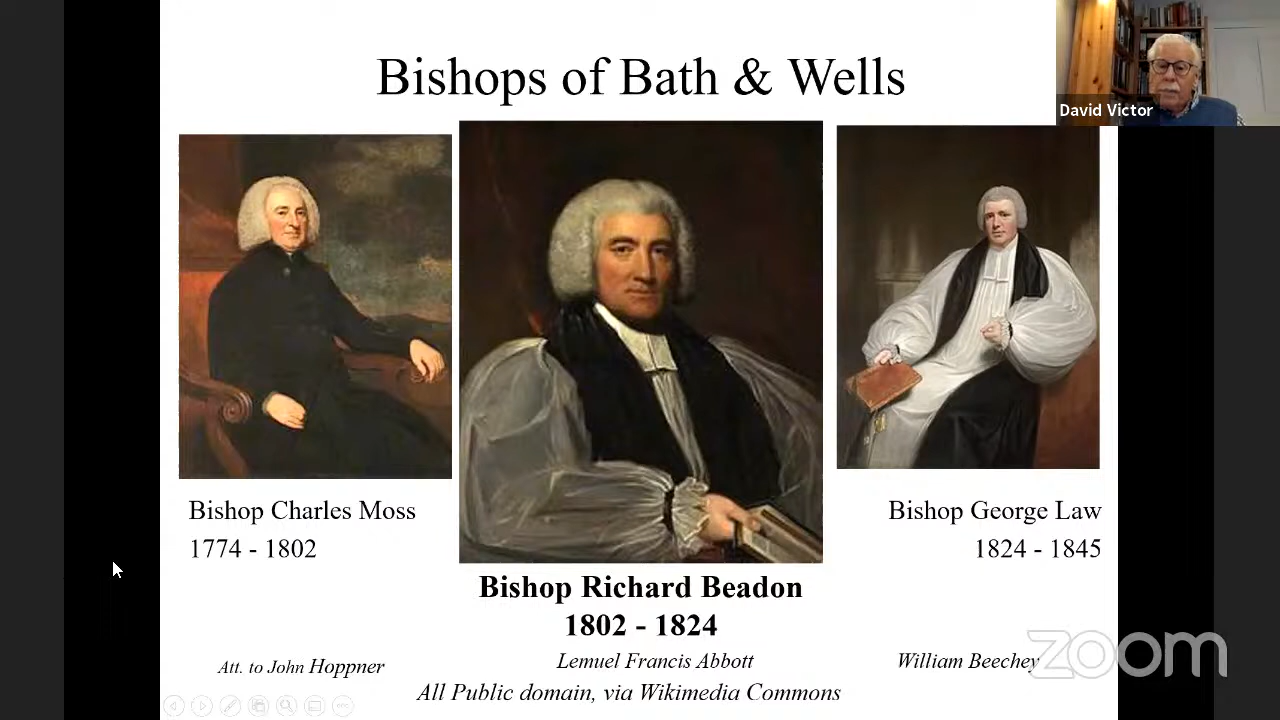 Bishops of Bath & Wells
David Victor
Bishop Charles Moss
1774 - 1802
Bishop Richard Beadon
1802 - 1824
Bishop George Law
1824 - 1845
Att. to John Hoppner
Lemuel Francis Abbott
William Beechey
All Public domain, via Wikimedia Commons
zoom